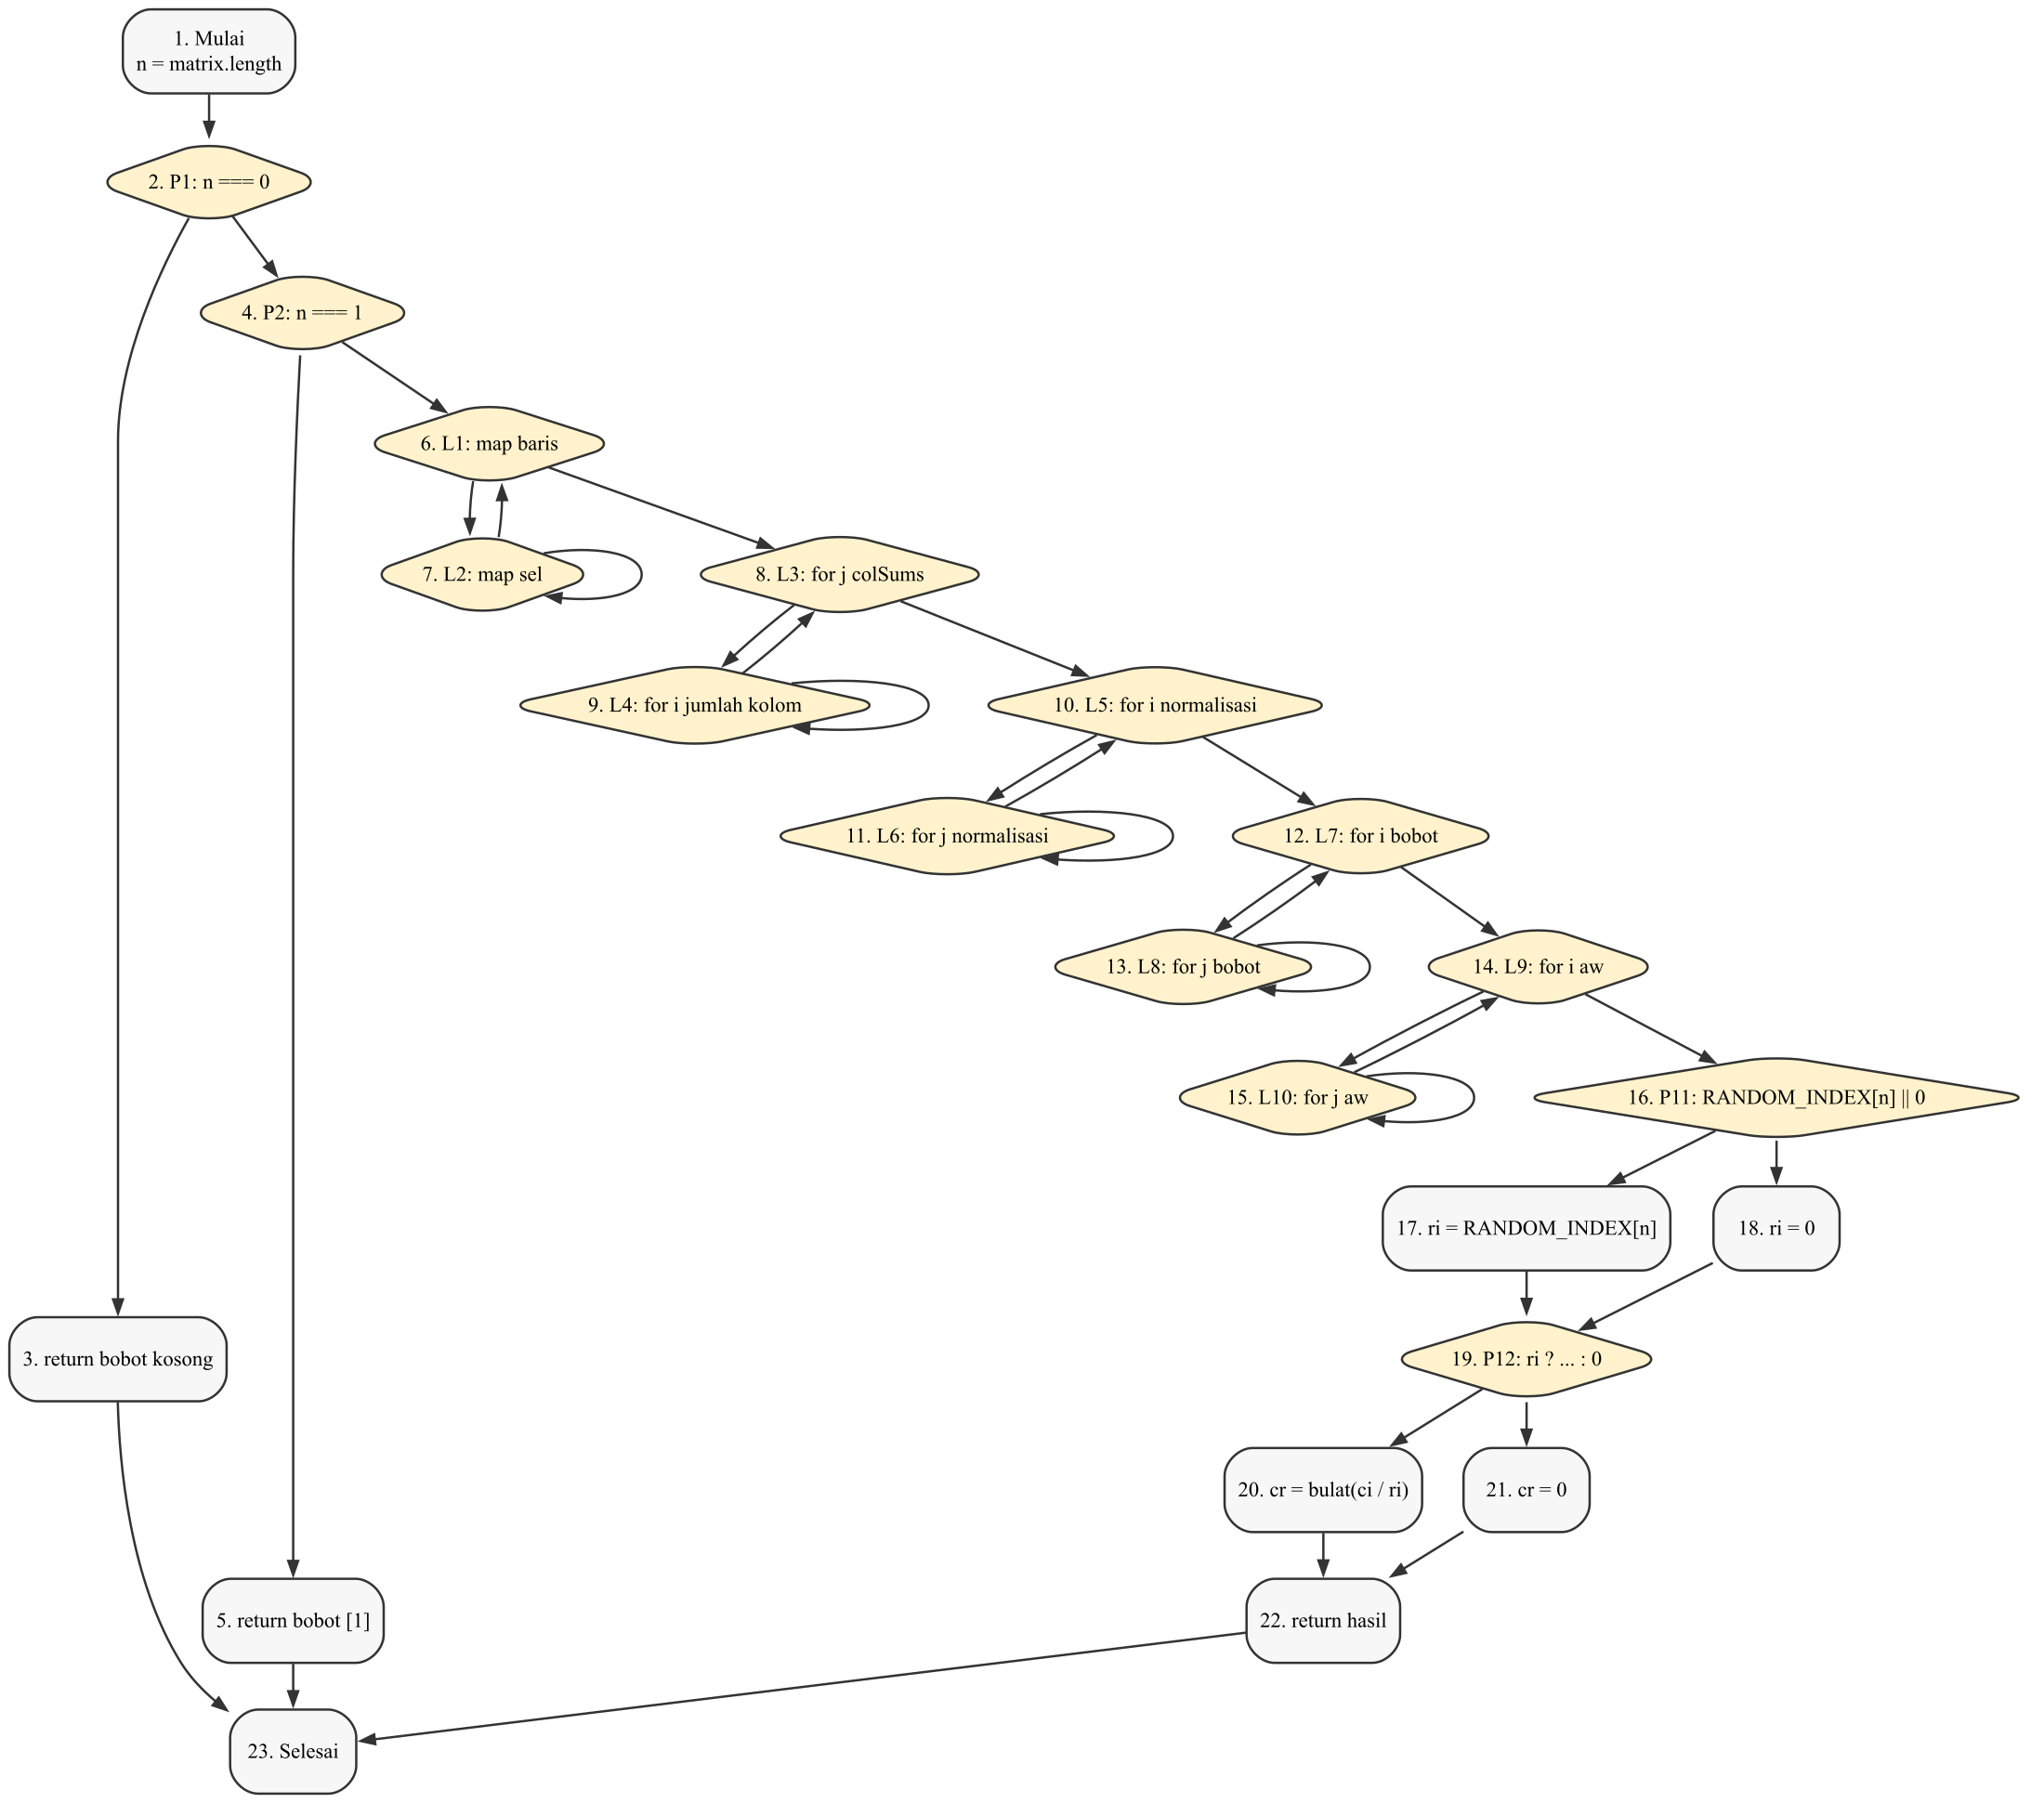 1. Mulai
n = matrix.length
2. P1: n === 0
4. P2: n === 1
6. L1: map baris
7. L2: map sel
8. L3: for j colSums
9. L4: for i jumlah kolom
10. L5: for i normalisasi
11. L6: for j normalisasi
12. L7: for i bobot
13. L8: for j bobot
14. L9: for i aw
15. L10: for j aw
16. P11: RANDOM_INDEX[n] || 0
17. ri = RANDOM_INDEX[n]
18. ri = 0
3. return bobot kosong
19. P12: ri ? ... : 0
20. cr = bulat(ci / ri)
21. cr = 0
5. return bobot [1]
22. return hasil
23. Selesai